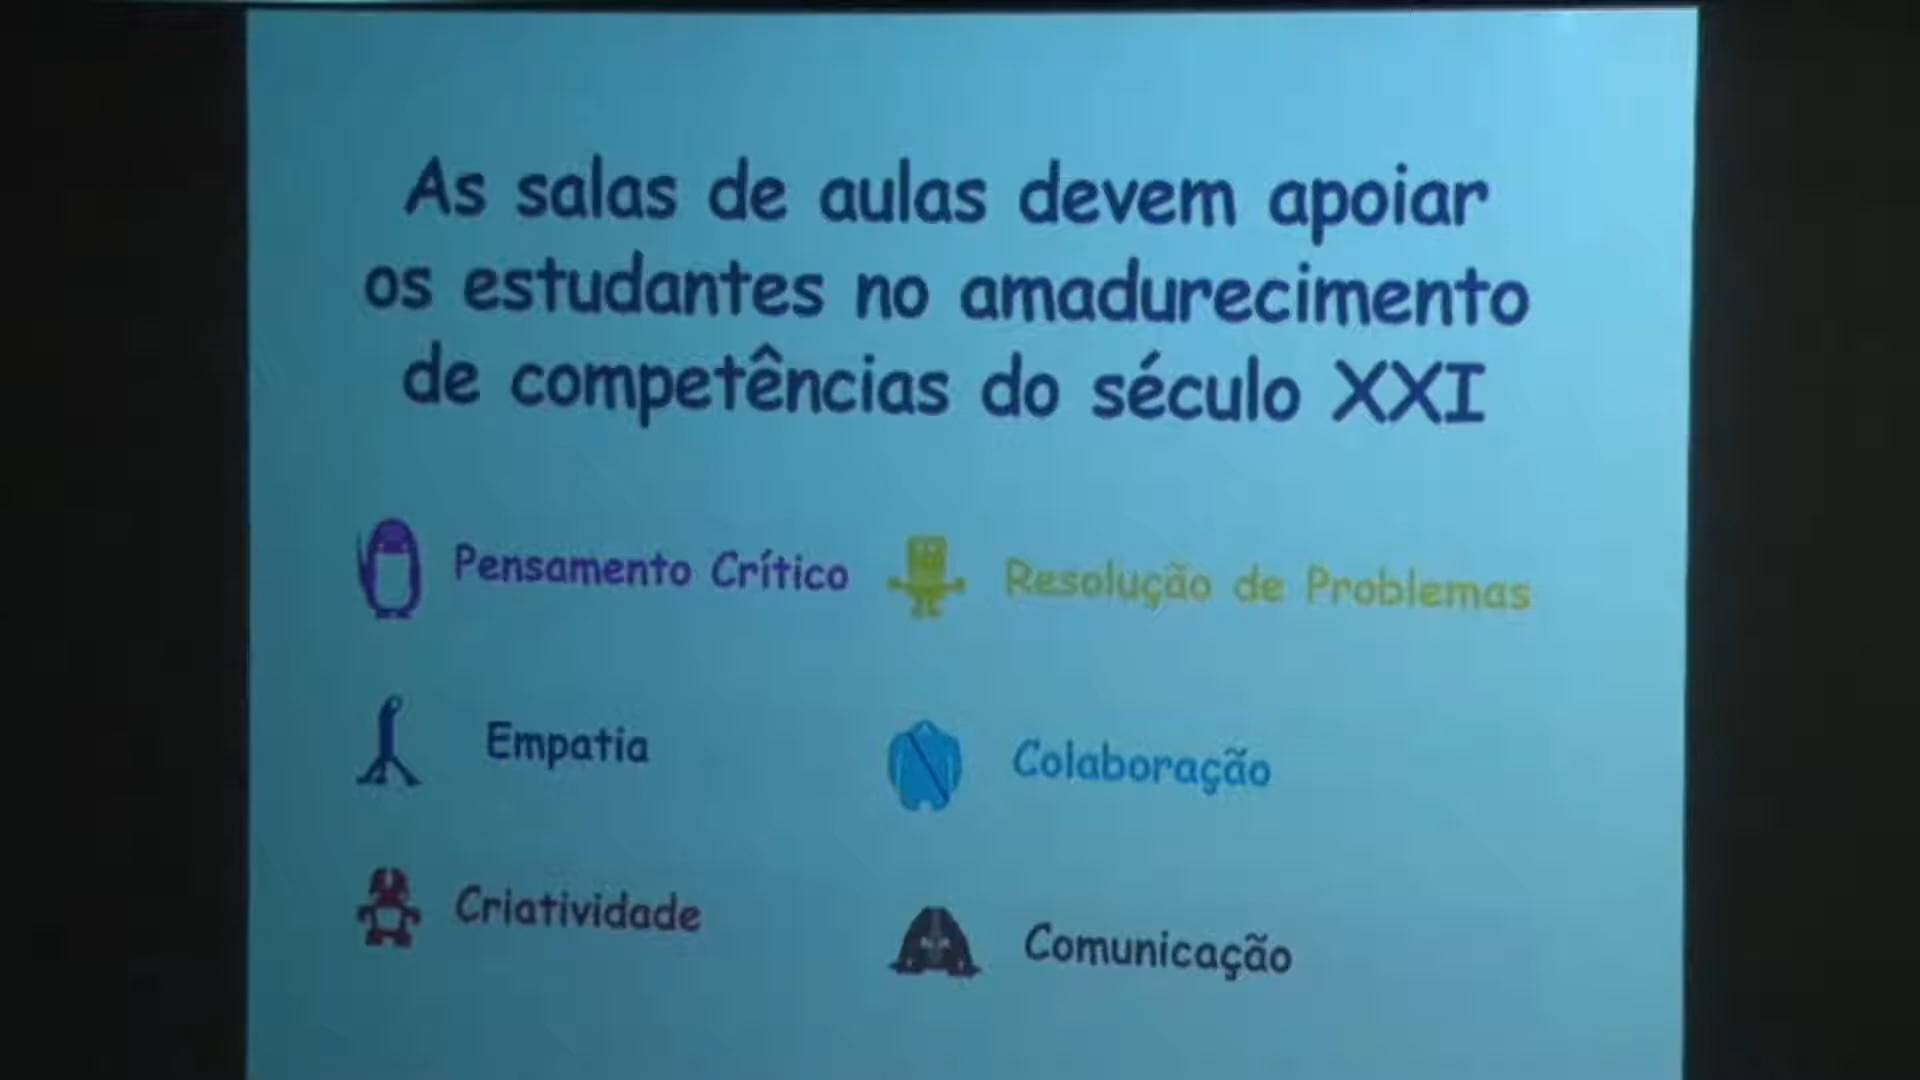 As salas de aulas devem apoiar
os estudantes no amadurecimento
de competências do século XXI
Pensamento Crítico
Resolução de Problemas
Empatia
Colaboração
Criatividade
Comunicação